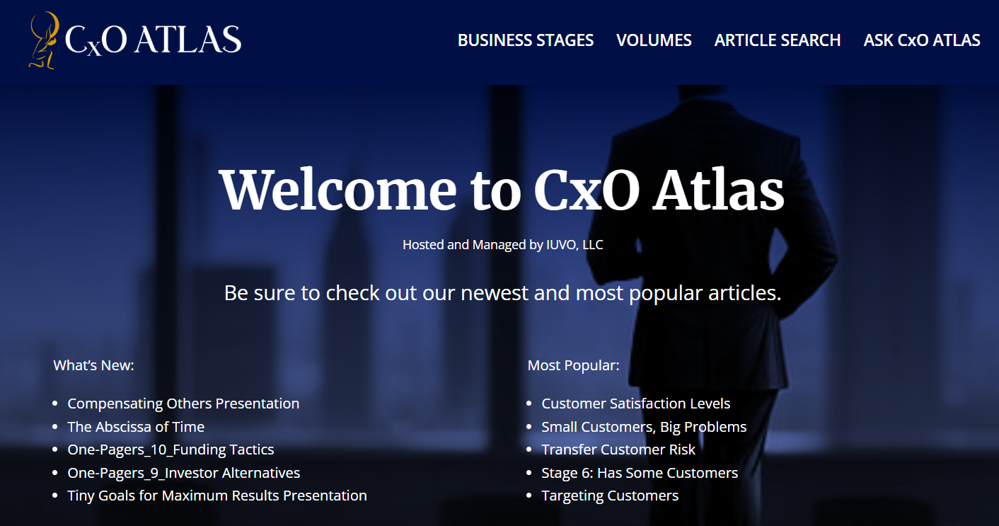 CxO ATLAS
BUSINESS STAGES
VOLUMES
ARTICLE SEARCH
ASK CxO ATLAS
Welcome to CxO Atlas
Hosted and Managed by IUVO, LLC
Be sure to check out our newest and most popular articles.
What’s New:
• Compensating Others Presentation
• The Abscissa of Time
• One-Pagers_10_Funding Tactics
• One-Pagers_9_Investor Alternatives
• Tiny Goals for Maximum Results Presentation
Most Popular:
• Customer Satisfaction Levels
• Small Customers, Big Problems
• Transfer Customer Risk
• Stage 6: Has Some Customers
• Targeting Customers